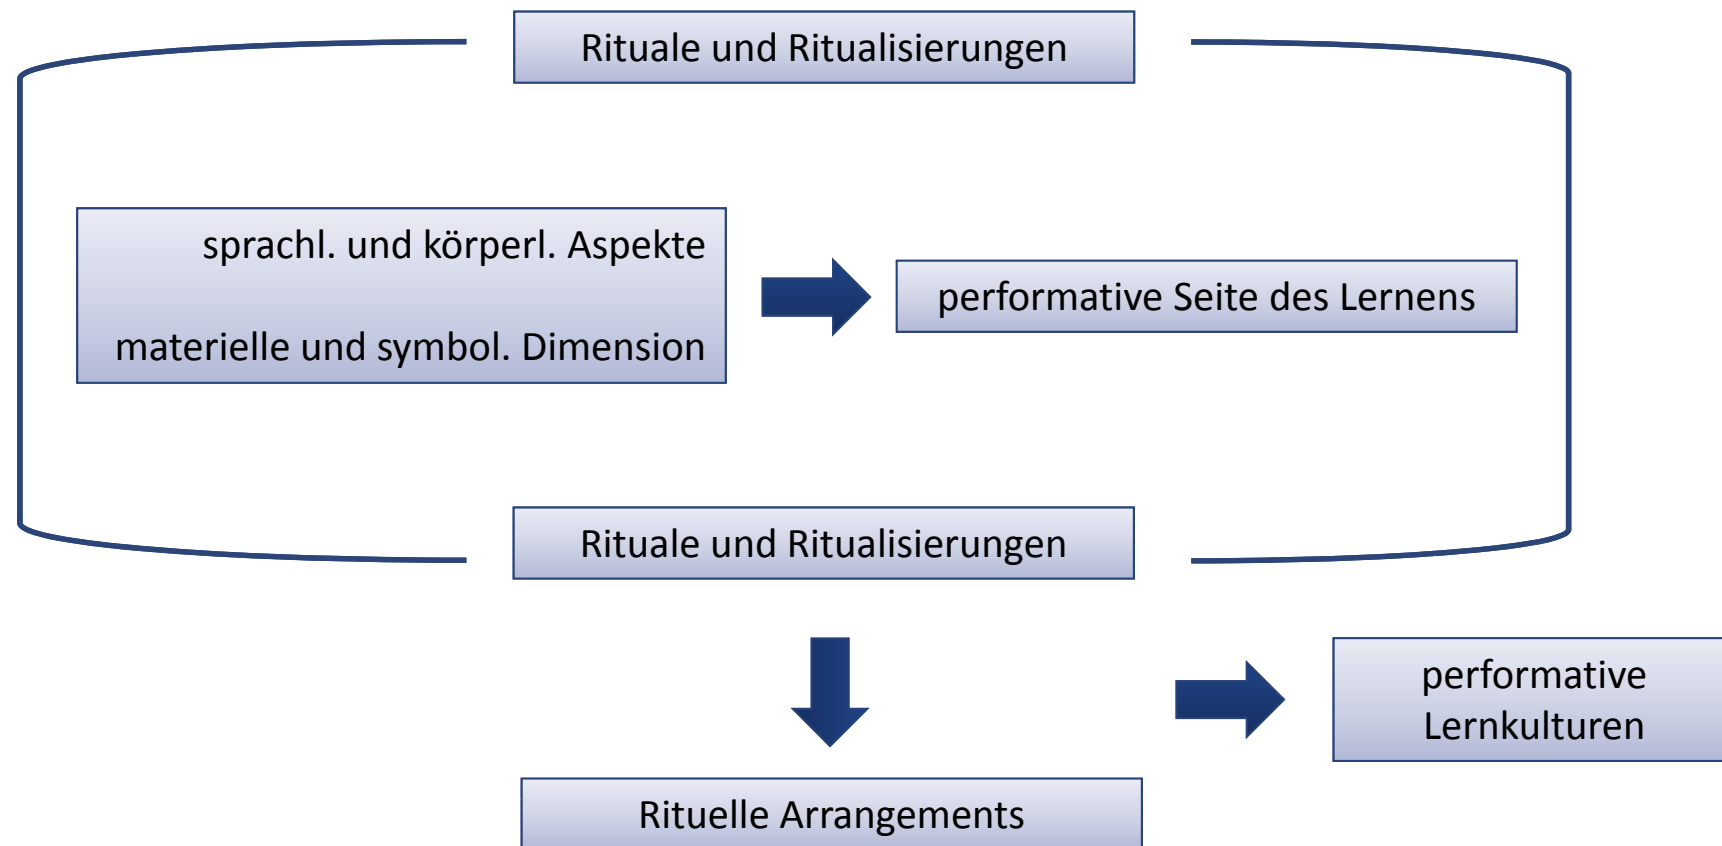 Rituale und Ritualisierungen
sprachl. und körperl. Aspekte
materielle und symbol. Dimension
performative Seite des Lernens
Rituale und Ritualisierungen
performative
Lernkulturen
Rituelle Arrangements